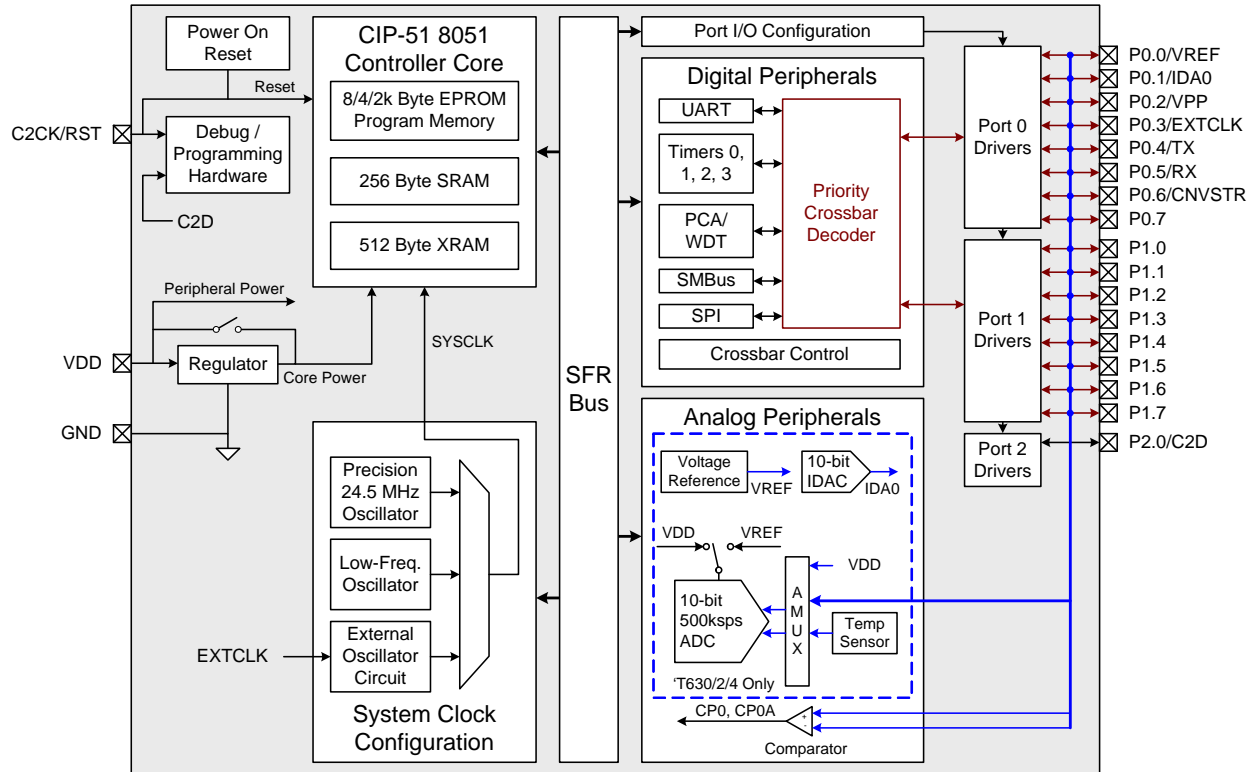 Power On
Reset
Reset
C2CK/RST
Debug /
Programming
Hardware
C2D
Peripheral Power
VDD
Regulator
Core Power
GND
CIP-51 8051
Controller Core
8/4/2k Byte EPROM
Program Memory
256 Byte SRAM
512 Byte XRAM
SYSCLK
Precision
24.5 MHz
Oscillator
Low-Freq.
Oscillator
EXTCLK
External
Oscillator
Circuit
System Clock
Configuration
SFR
Bus
Port I/O Configuration
Digital Peripherals
UART
Timers 0,
1, 2, 3
PCA/
WDT
SMBus
SPI
Priority
Crossbar
Decoder
Crossbar Control
Analog Peripherals
Voltage
Reference
VREF
10-bit
IDAC
IDA0
VDD
VREF
10-bit
500ksps
ADC
A
M
U
X
VDD
Temp
Sensor
‘T630/2/4 Only
CP0, CP0A
+
-
Comparator
Port 0
Drivers
Port 1
Drivers
Port 2
Drivers
P0.0/VREF
P0.1/IDA0
P0.2/VPP
P0.3/EXTCLK
P0.4/TX
P0.5/RX
P0.6/CNVSTR
P0.7
P1.0
P1.1
P1.2
P1.3
P1.4
P1.5
P1.6
P1.7
P2.0/C2D